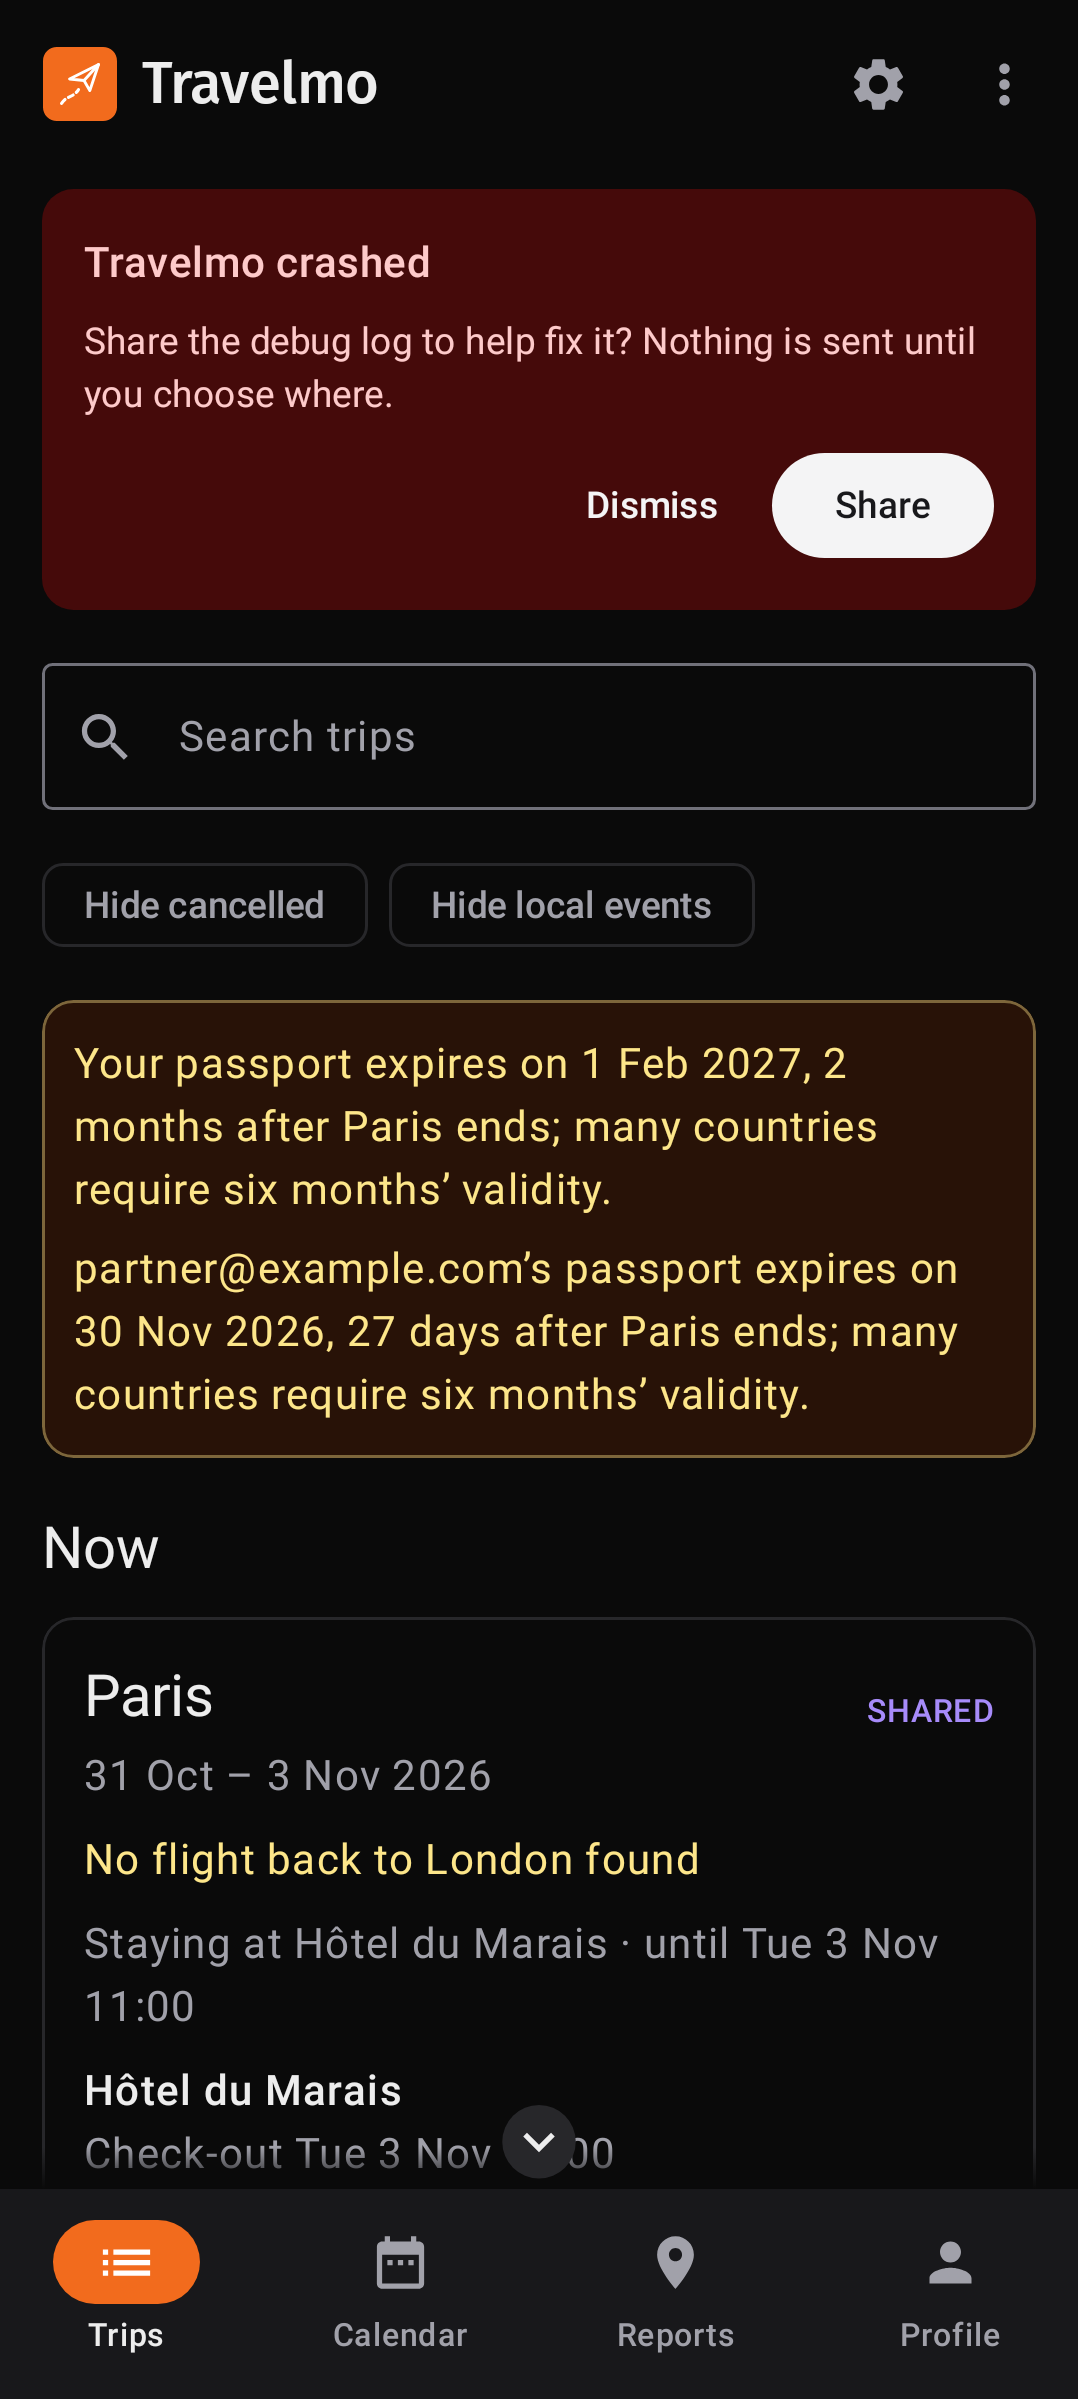 Travelmo
Travelmo crashed
Share the debug log to help fix it? Nothing is sent until
you choose where.
Dismiss
Share
Search trips
Hide cancelled
Hide local events
Your passport expires on 1 Feb 2027, 2
months after Paris ends; many countries
require six months’ validity.
partner@example.com’s passport expires on
30 Nov 2026, 27 days after Paris ends; many
countries require six months’ validity.
Now
Paris
SHARED
31 Oct – 3 Nov 2026
No flight back to London found
Staying at Hôtel du Marais · until Tue 3 Nov
11:00
Hôtel du Marais
Check-out Tue 3 Nov
Trips
Calendar
Reports
Profile